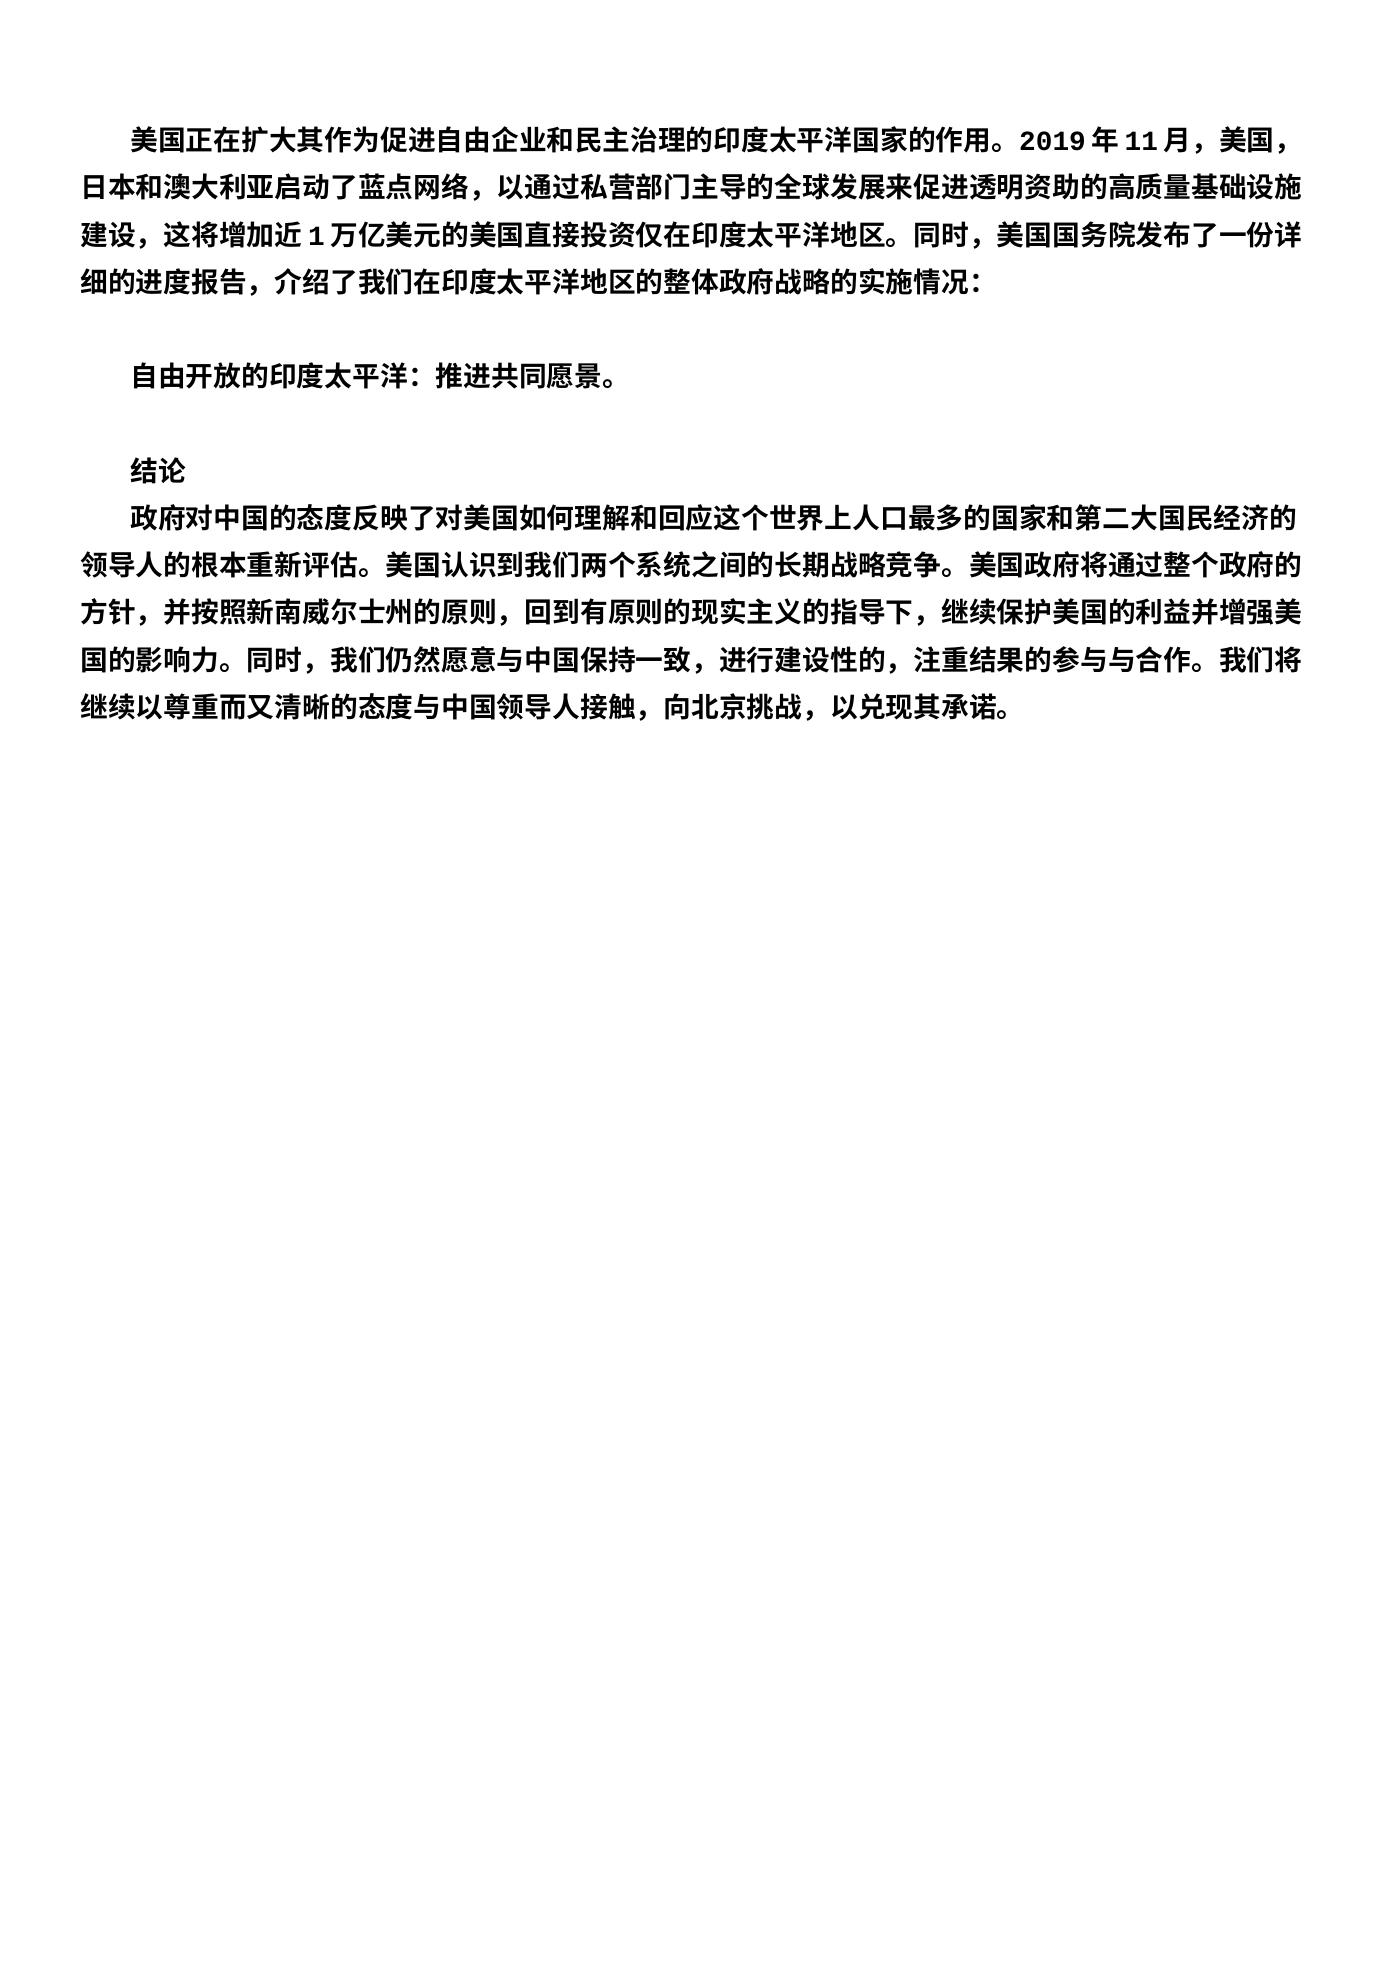 美国正在扩大其作为促进自由企业和民主治理的印度太平洋国家的作用。2019 年 11 月，美国，
日本和澳大利亚启动了蓝点网络，以通过私营部门主导的全球发展来促进透明资助的高质量基础设施
建设，这将增加近 1 万亿美元的美国直接投资仅在印度太平洋地区。同时，美国国务院发布了一份详
细的进度报告，介绍了我们在印度太平洋地区的整体政府战略的实施情况：
自由开放的印度太平洋：推进共同愿景。
结论
政府对中国的态度反映了对美国如何理解和回应这个世界上人口最多的国家和第二大国民经济的
领导人的根本重新评估。美国认识到我们两个系统之间的长期战略竞争。美国政府将通过整个政府的
方针，并按照新南威尔士州的原则，回到有原则的现实主义的指导下，继续保护美国的利益并增强美
国的影响力。同时，我们仍然愿意与中国保持一致，进行建设性的，注重结果的参与与合作。我们将
继续以尊重而又清晰的态度与中国领导人接触，向北京挑战，以兑现其承诺。